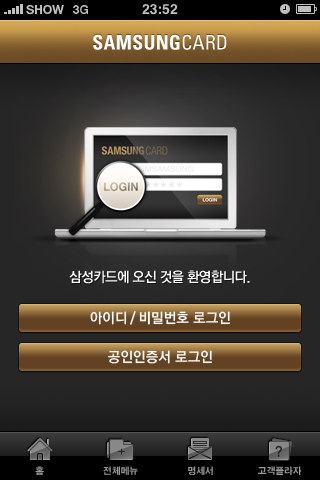 SHOW 3G 23:52
SAMSUNGCARD
SAMSUNGCARD
SAMSUNG
LOGIN
LOGIN
삼성카드에 오신 것을 환영합니다.
아이디 / 비밀번호 로그인
공인인증서 로그인
홈 전체메뉴 명세서 고객플라자